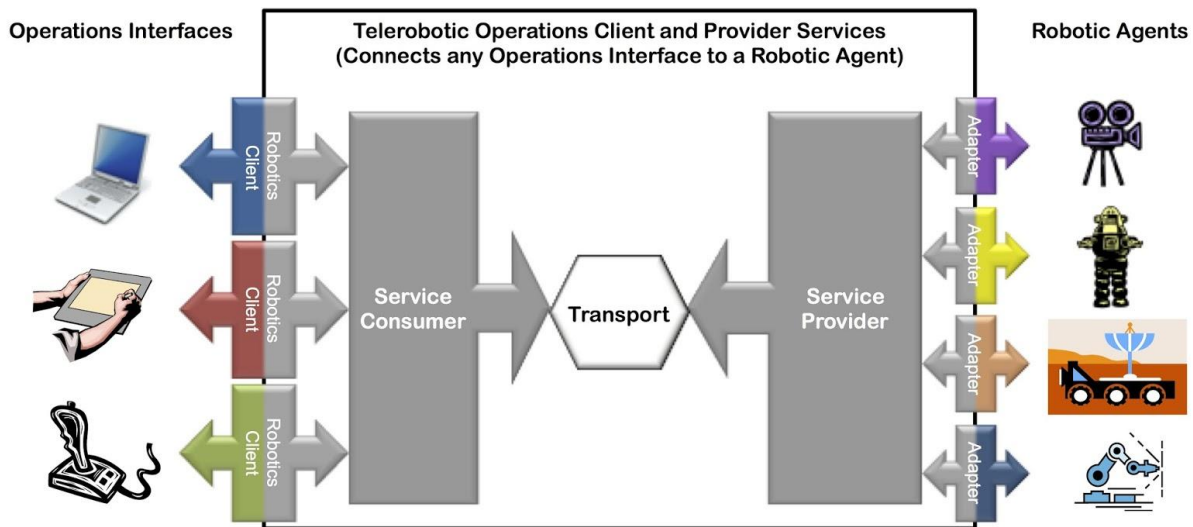 Operations Interfaces
Telerobotic Operations Client and Provider Services
(Connects any Operations Interface to a Robotic Agent)
Robotic Agents
Robotics
Client
Robotics
Client
Robotics
Client
Service
Consumer
Transport
Service
Provider
Adapter
Adapter
Adapter
Adapter